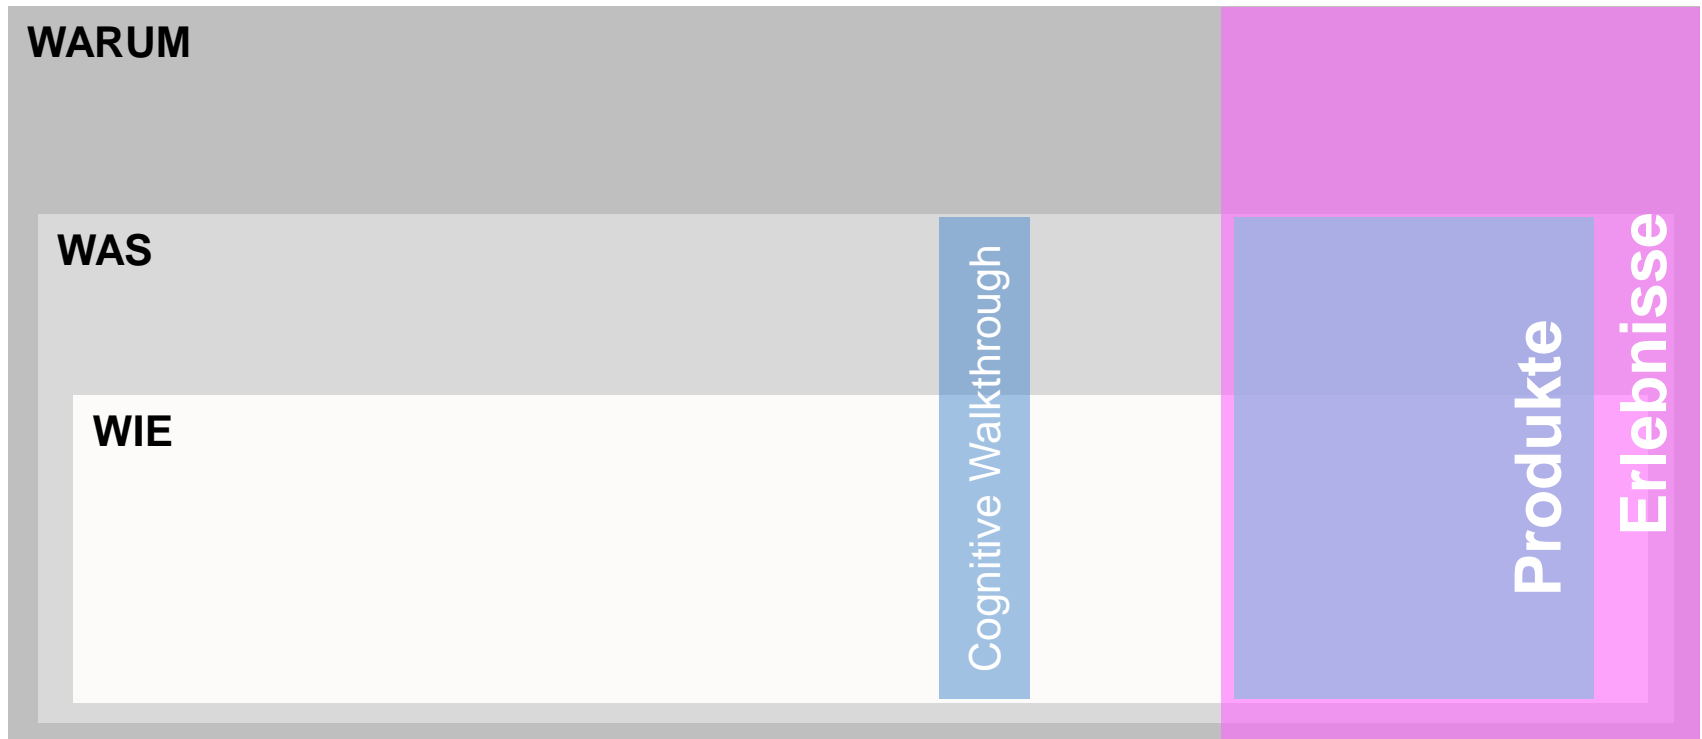 WARUM
WAS
WIE
Cognitive Walkthrough
Produkte
Erlebnisse